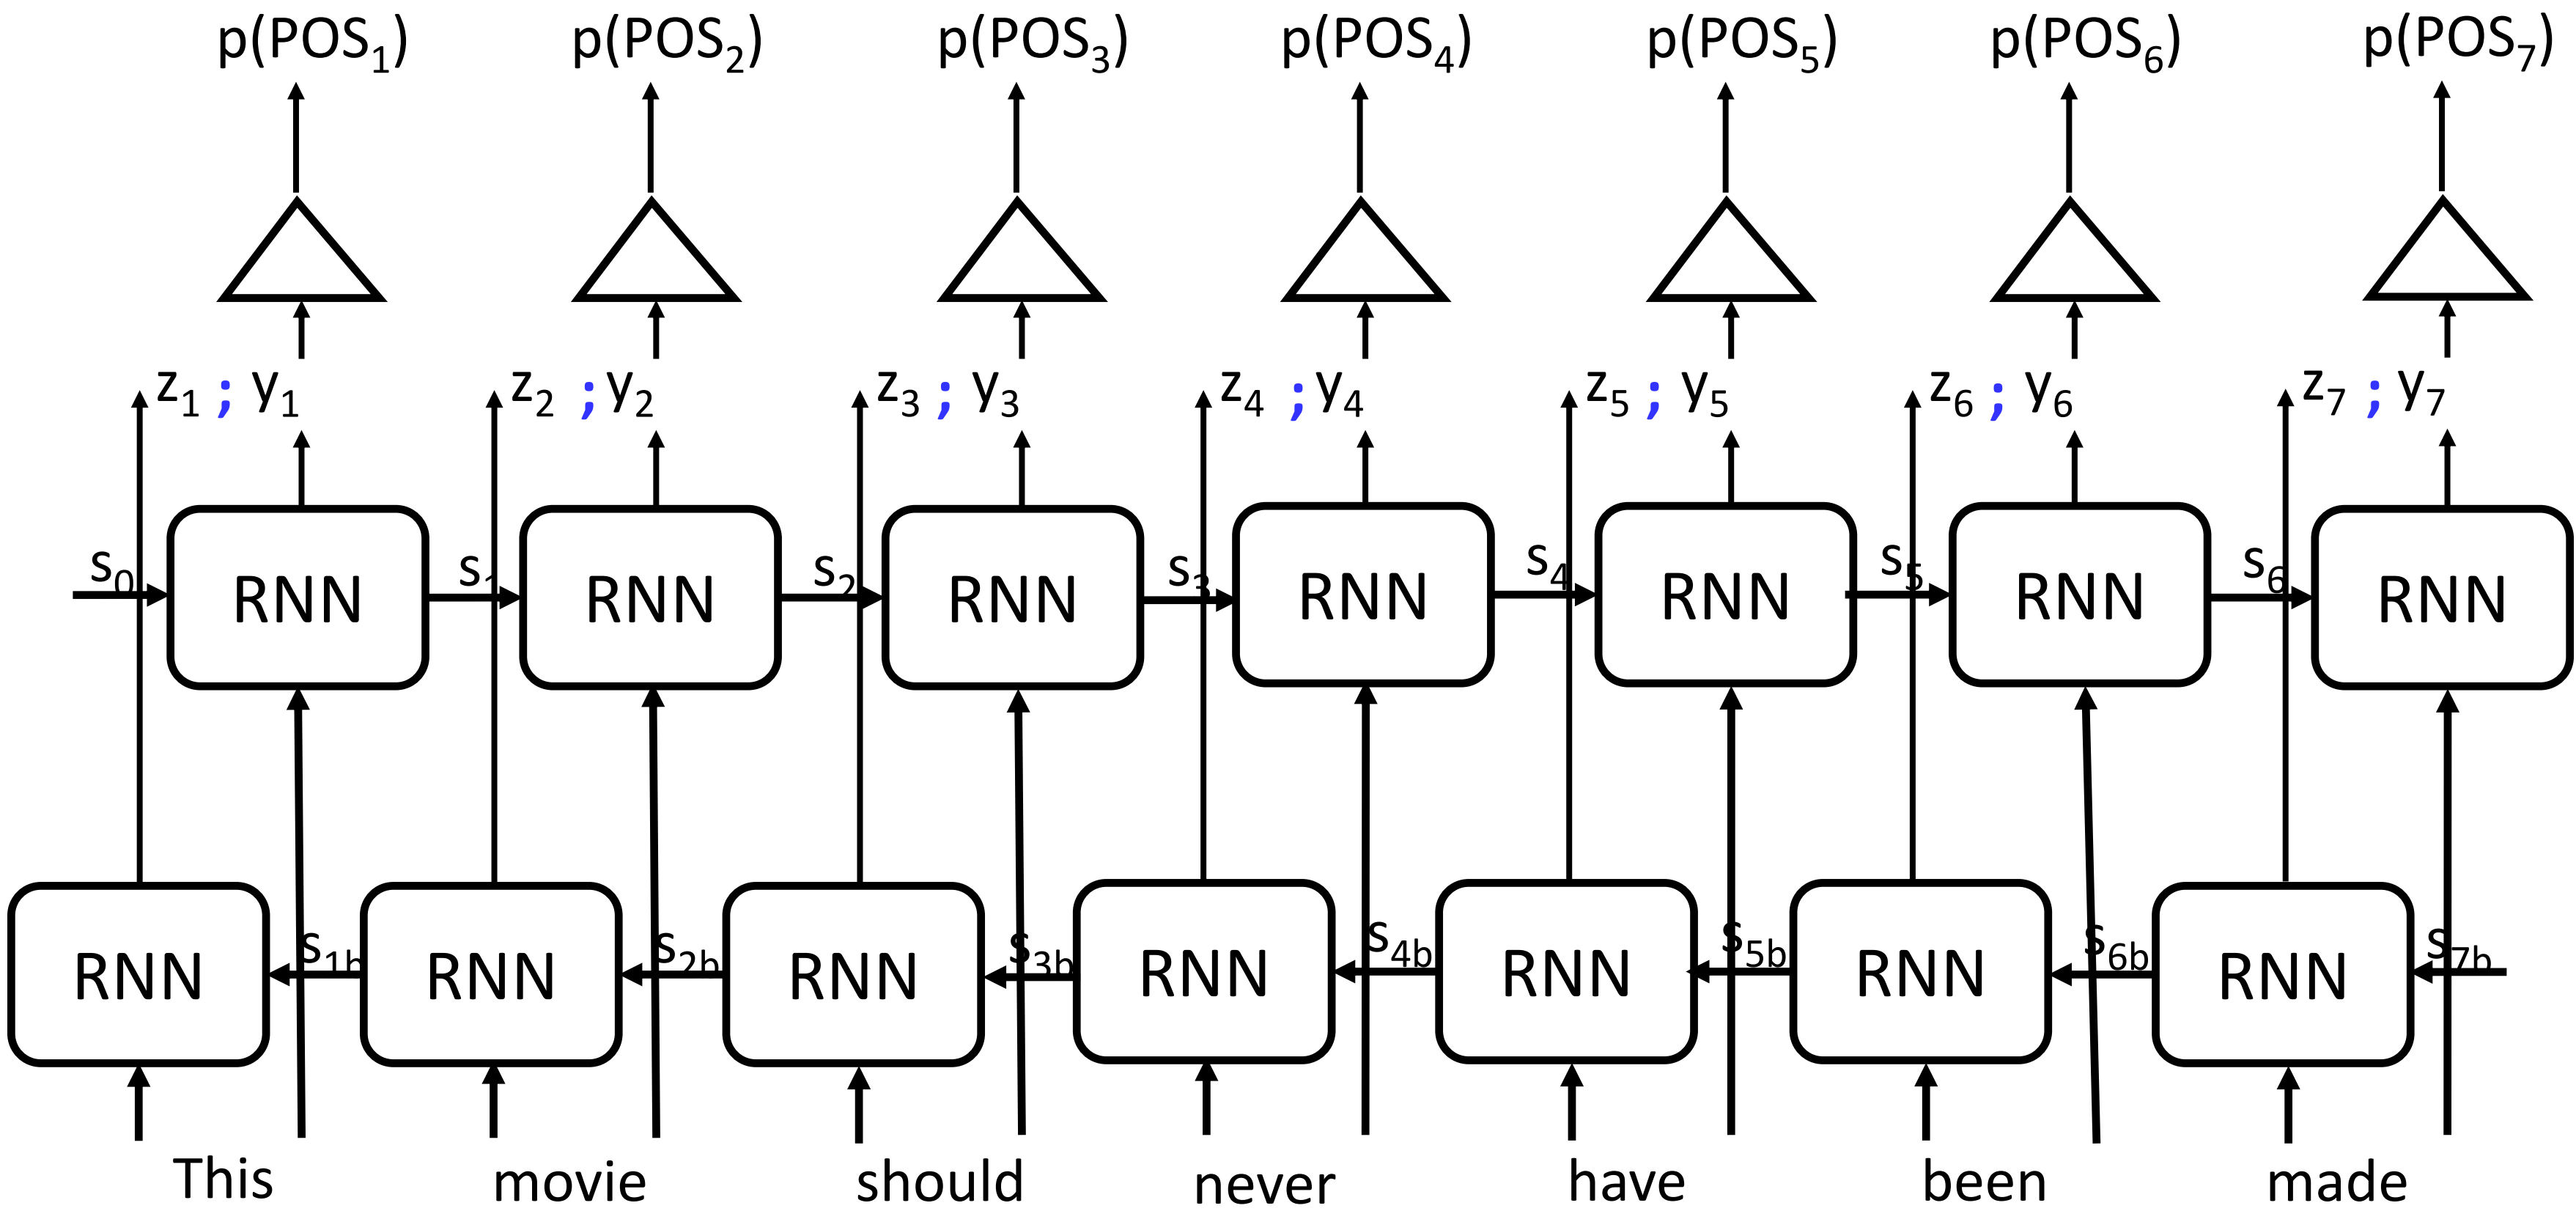 p(POS₁) p(POS₂) p(POS₃) p(POS₄) p(POS₅) p(POS₆) p(POS₇)
z₁ ; y₁ z₂ ; y₂ z₃ ; y₃ z₄ ; y₄ z₅ ; y₅ z₆ ; y₆ z₇ ; y₇
s₀ s₁ s₂ s₃ s₄ s₅ s₆
RNN RNN RNN RNN RNN RNN RNN
s₁b s₂b s₃b s₄b s₅b s₆b s₇b
RNN RNN RNN RNN RNN RNN RNN
This movie should never have been made